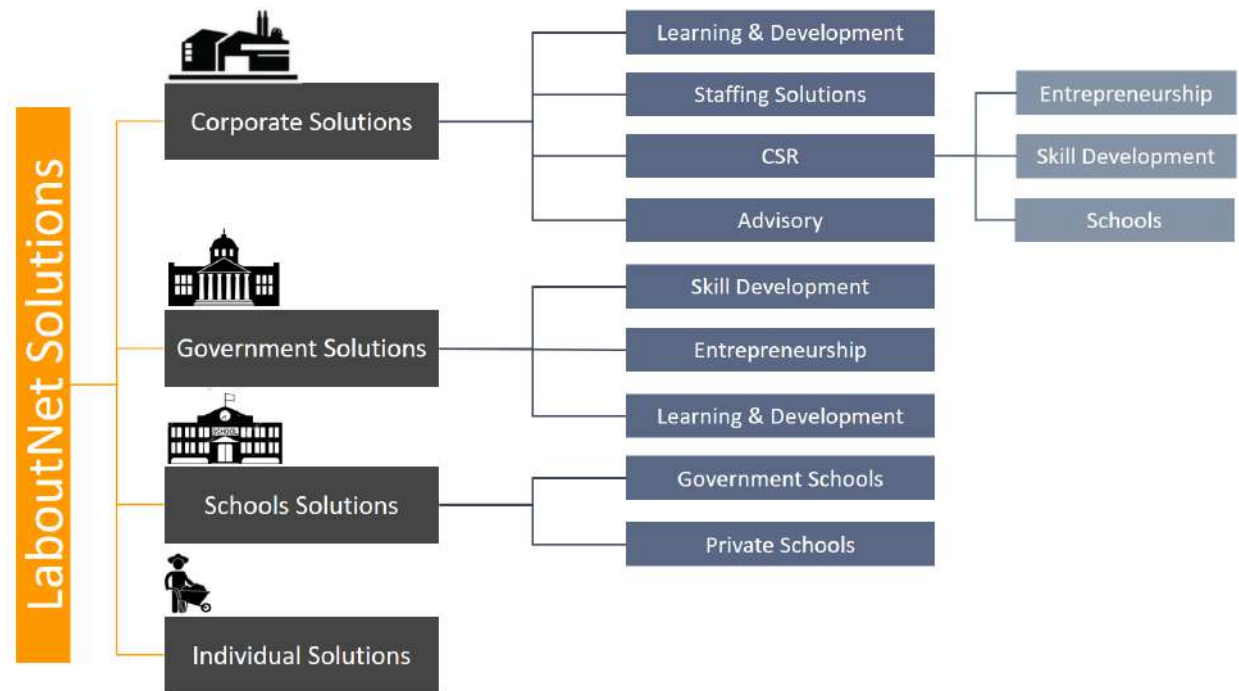 LaboutNet Solutions
Corporate Solutions
Learning & Development
Staffing Solutions
CSR
Advisory
Entrepreneurship
Skill Development
Schools
Government Solutions
Skill Development
Entrepreneurship
Learning & Development
SCHOOL
Schools Solutions
Government Schools
Private Schools
Individual Solutions